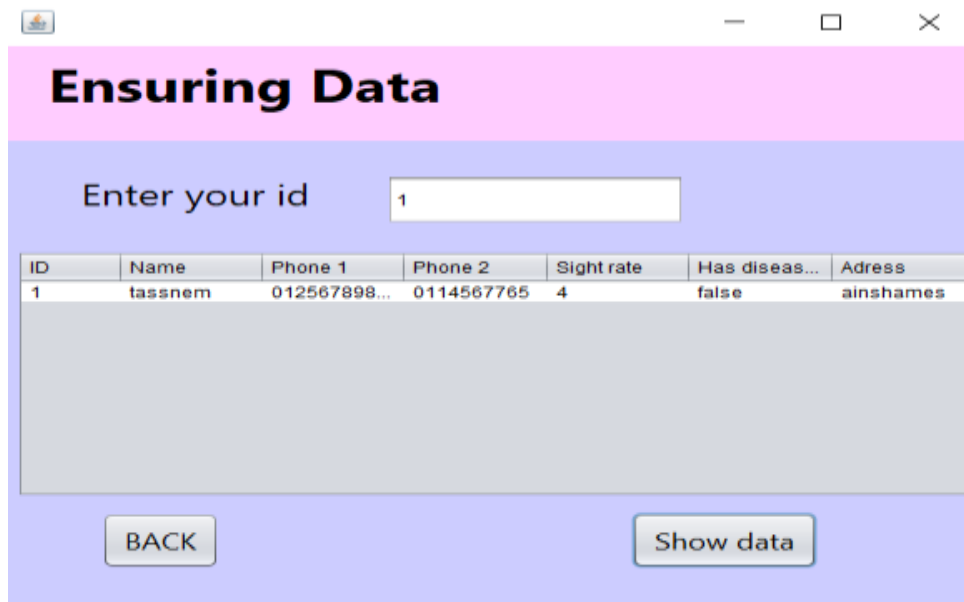 Ensuring Data
Enter your id 1
ID Name Phone 1 Phone 2 Sight rate Has diseas... Adress
1 tassnem 012567898... 0114567765 4 false ainshames
BACK Show data